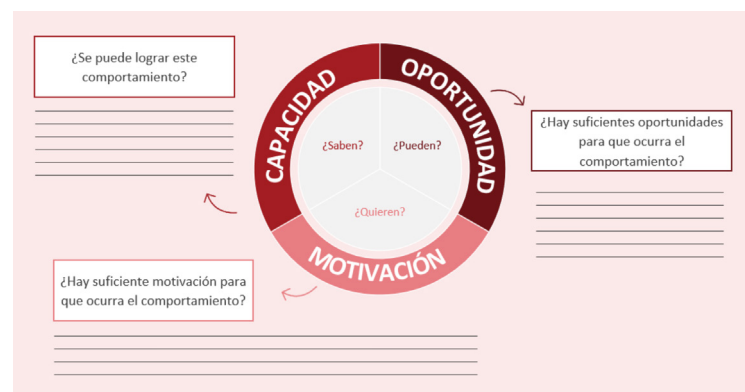 ¿Se puede lograr este
comportamiento?
CAPACIDAD
OPORTUNIDAD
¿Saben?
¿Pueden?
¿Quieren?
MOTIVACIÓN
¿Hay suficientes oportunidades
para que ocurra el
comportamiento?
¿Hay suficiente motivación para
que ocurra el comportamiento?